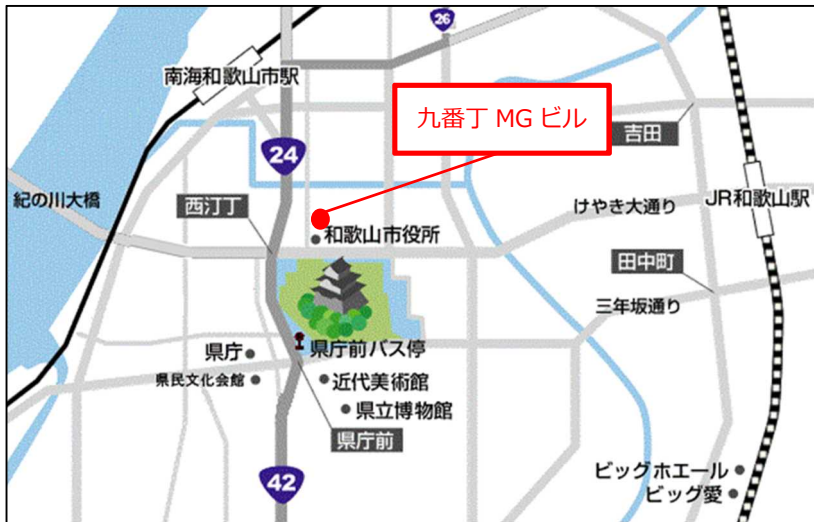 26
南海和歌山市駅
九番丁 MG ビル
吉田
24
紀の川大橋
西汀丁
けやき大通り
JR和歌山駅
和歌山市役所
田中町
三年坂通り
県庁前バス停
県庁
県民文化会館
近代美術館
県立博物館
県庁前
42
ビッグホエール
ビッグ愛